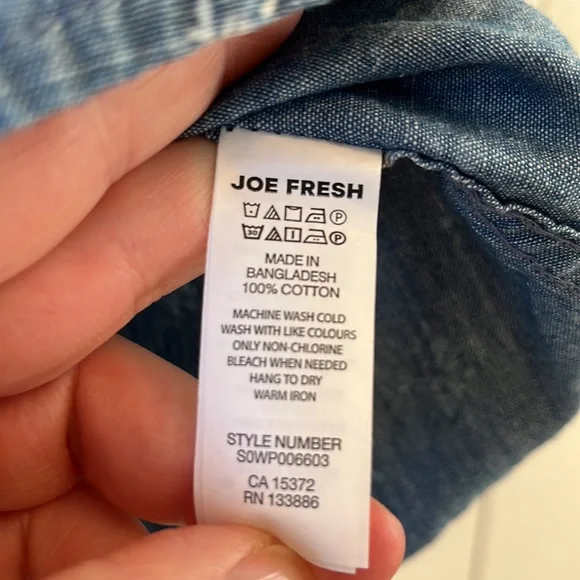 JOE FRESH
P
30 P
MADE IN
BANGLADESH
100% COTTON
MACHINE WASH COLD
WASH WITH LIKE COLOURS
ONLY NON-CHLORINE
BLEACH WHEN NEEDED
HANG TO DRY
WARM IRON
STYLE NUMBER
S0WP006603
CA 15372
RN 133886